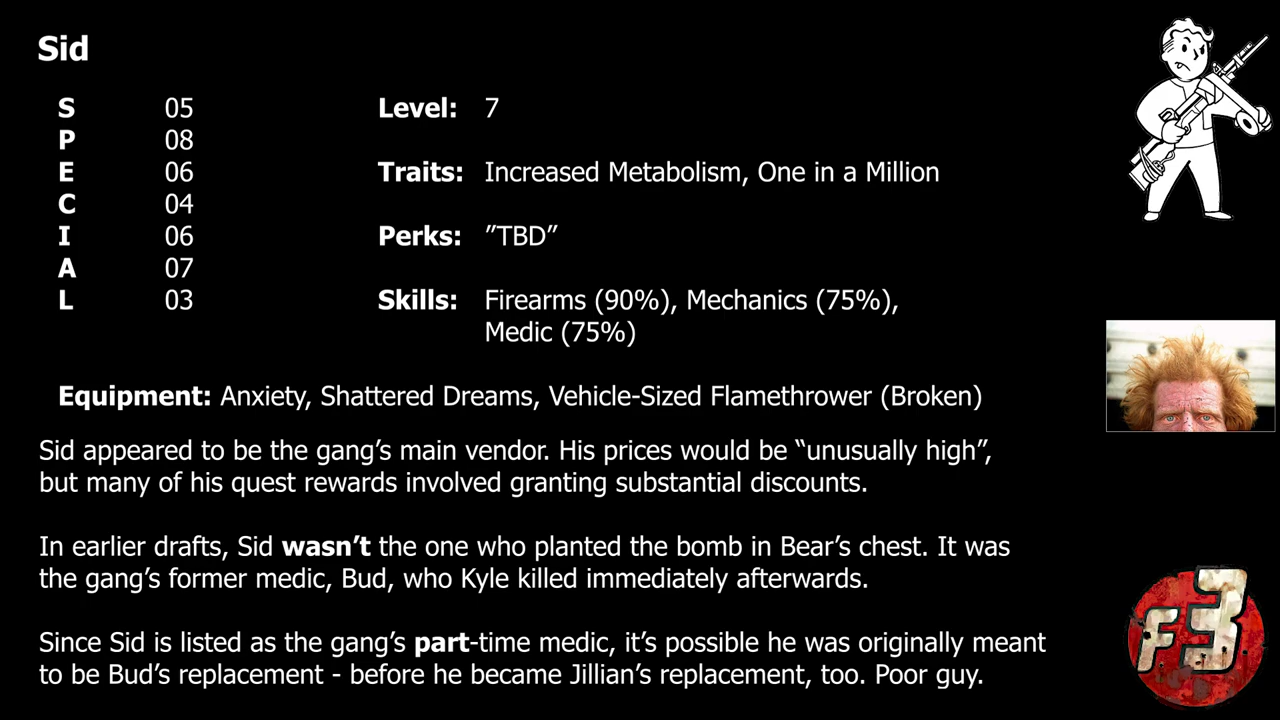 Sid
S 05 Level: 7
P 08
E 06 Traits: Increased Metabolism, One in a Million
C 04
I 06 Perks: ”TBD”
A 07
L 03 Skills: Firearms (90%), Mechanics (75%),
Medic (75%)
Equipment: Anxiety, Shattered Dreams, Vehicle-Sized Flamethrower (Broken)
Sid appeared to be the gang’s main vendor. His prices would be “unusually high”,
but many of his quest rewards involved granting substantial discounts.
In earlier drafts, Sid wasn’t the one who planted the bomb in Bear’s chest. It was
the gang’s former medic, Bud, who Kyle killed immediately afterwards.
Since Sid is listed as the gang’s part-time medic, it’s possible he was originally meant
to be Bud’s replacement - before he became Jillian’s replacement, too. Poor guy.
F3